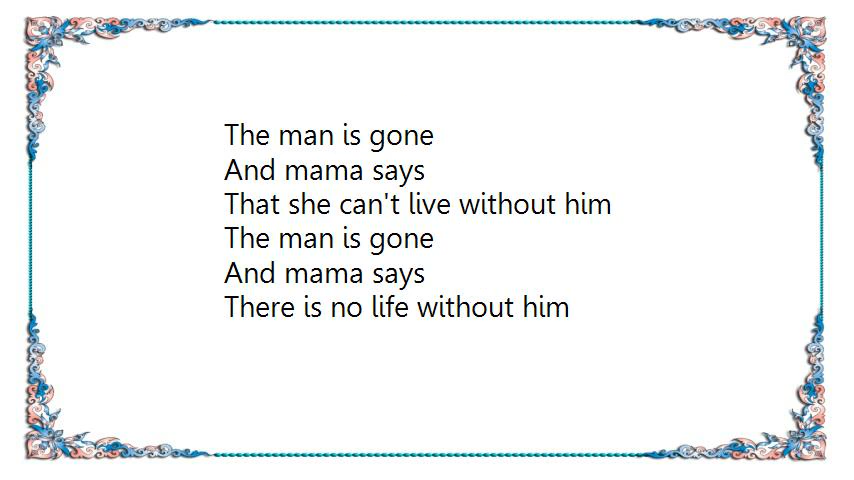 The man is gone
And mama says
That she can't live without him
The man is gone
And mama says
There is no life without him